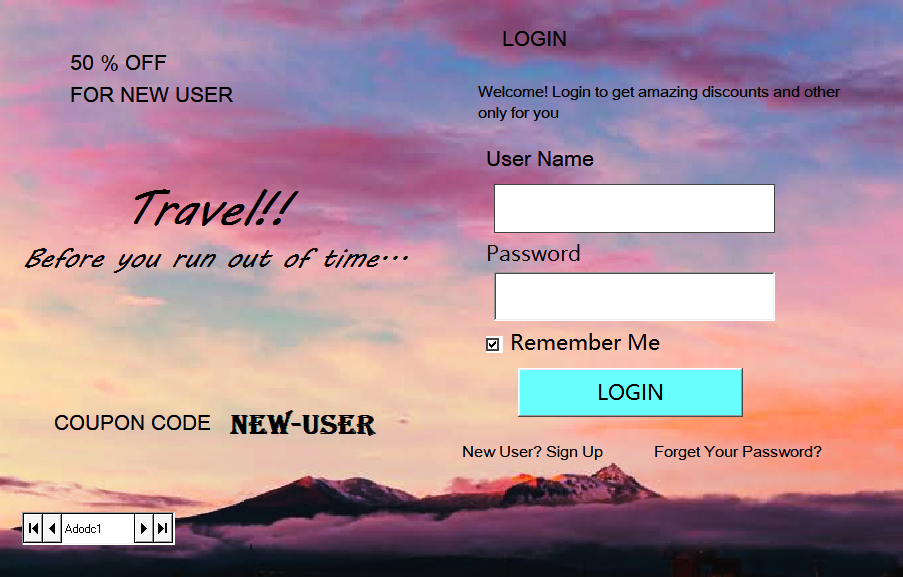 50 % OFF
FOR NEW USER
Travel!!
Before you run out of time...
COUPON CODE NEW-USER
Adodc1
LOGIN
Welcome! Login to get amazing discounts and other
only for you
User Name
Password
Remember Me
LOGIN
New User? Sign Up
Forget Your Password?